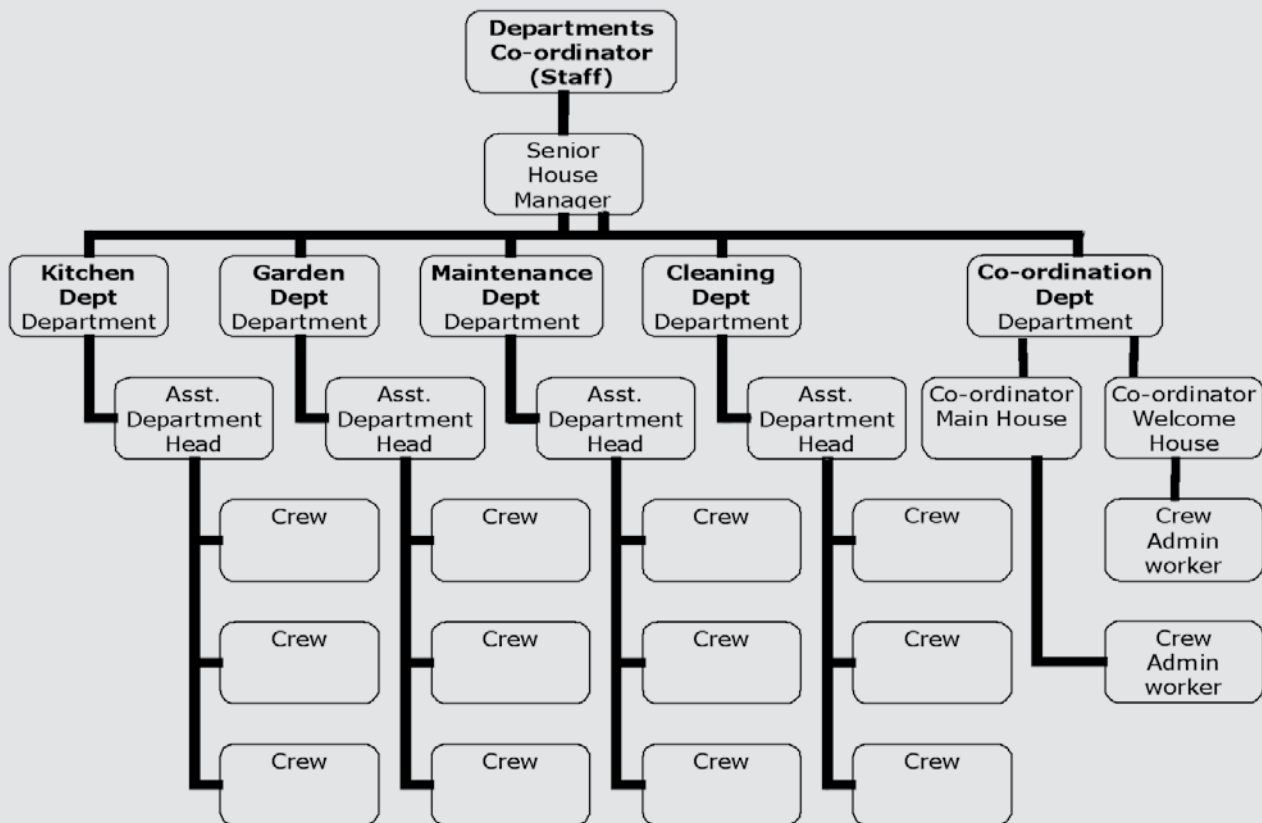 Departments
Co-ordinator
(Staff)
Senior
House
Manager
Kitchen
Dept
Department
Garden
Dept
Department
Maintenance
Dept
Department
Cleaning
Dept
Department
Co-ordination
Dept
Department
Asst.
Department
Head
Asst.
Department
Head
Asst.
Department
Head
Asst.
Department
Head
Co-ordinator
Main House
Co-ordinator
Welcome
House
Crew
Crew
Crew
Crew
Crew
Admin
worker
Crew
Crew
Crew
Crew
Crew
Admin
worker
Crew
Crew
Crew
Crew